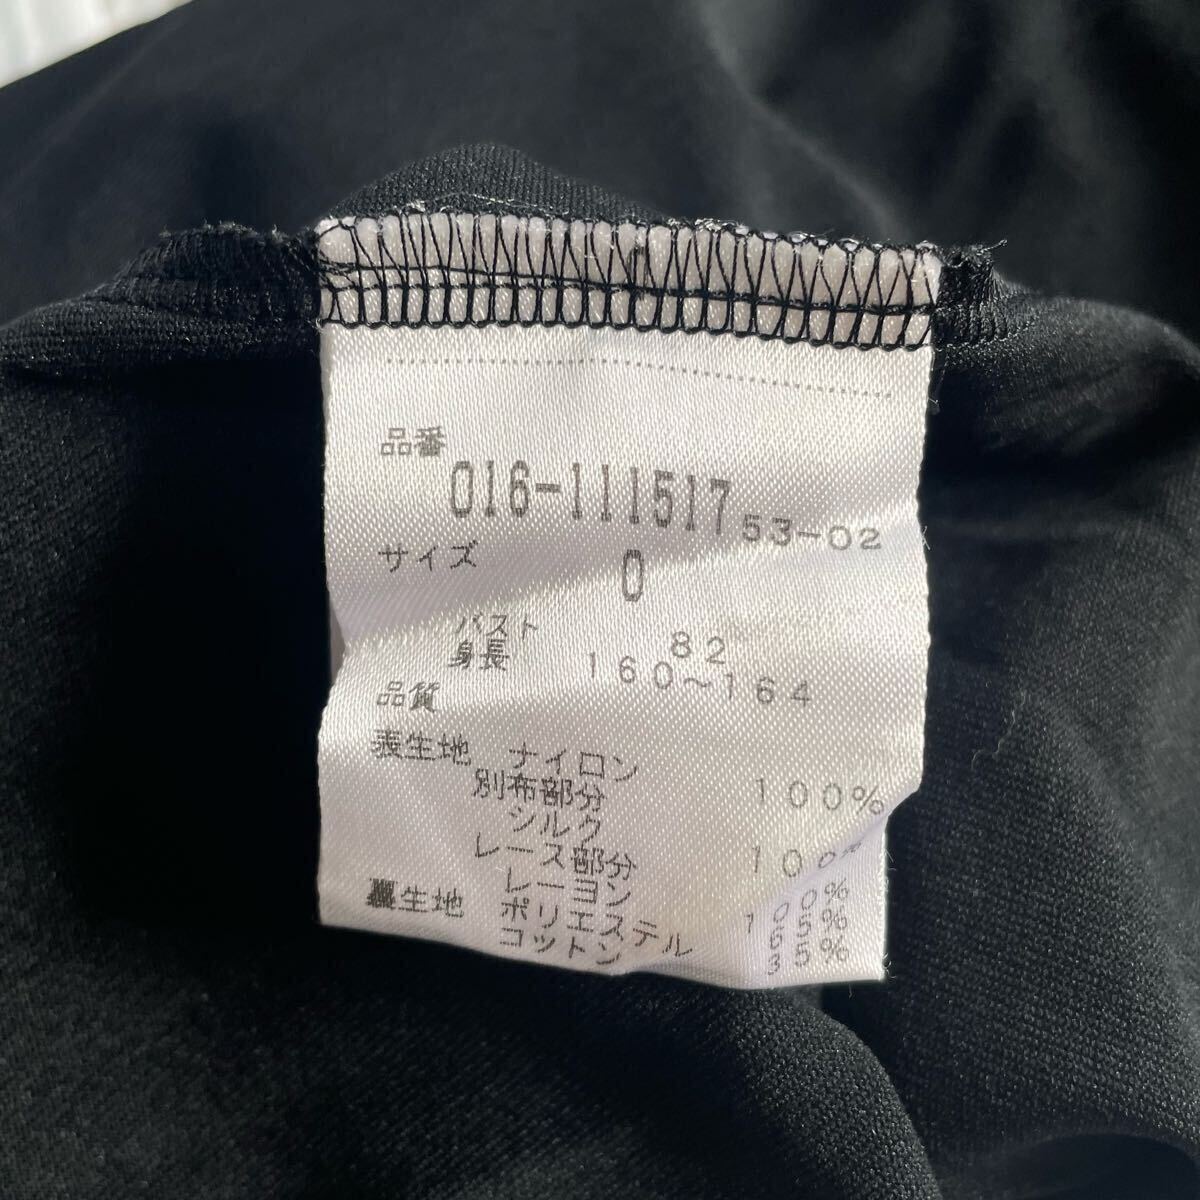 品番
016-111517 53-02
サイズ 0
バスト 82
身長 160～164
品質
表生地 ナイロン 100%
別布部分
シルク 100%
レース部分
レーヨン 100%
裏生地 ポリエステル 65%
コットン 35%